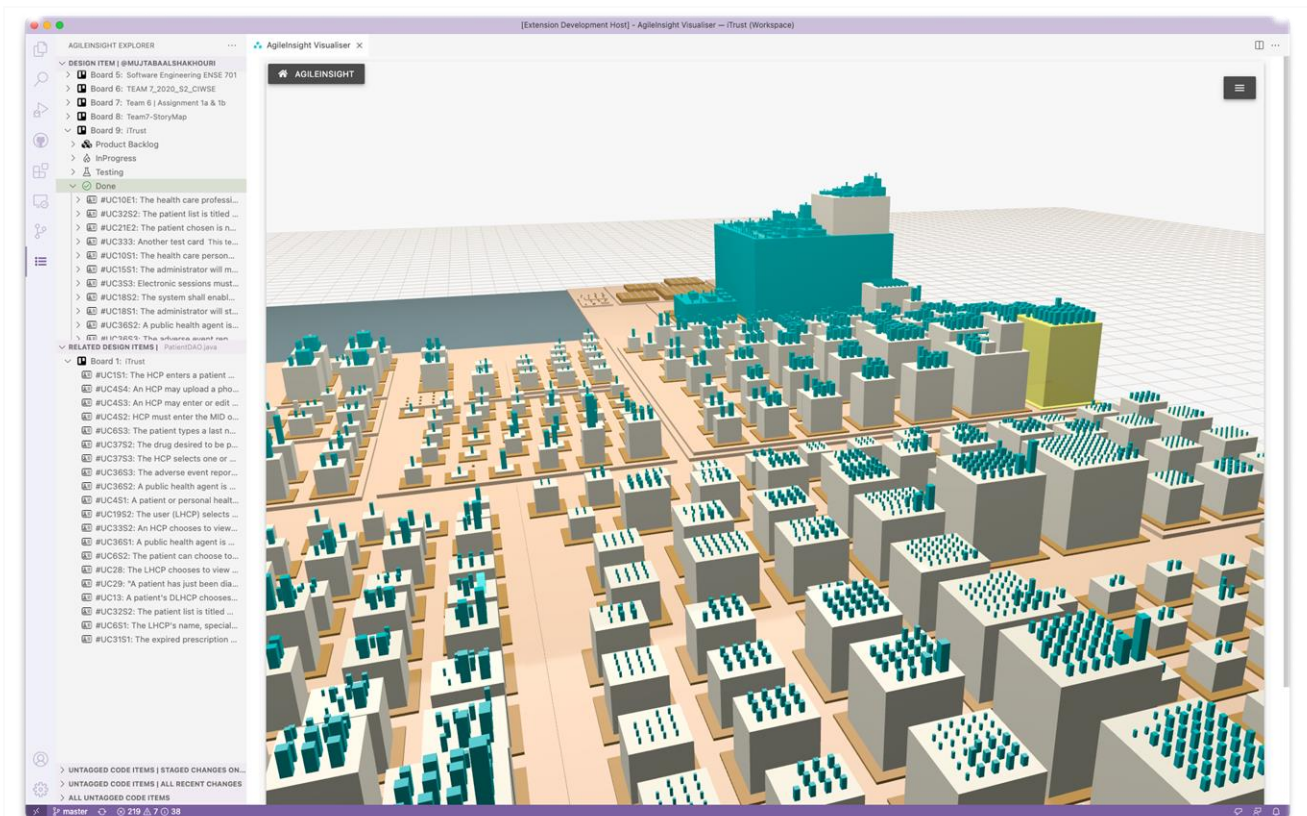 [Extension Development Host] - AgileInsight Visualiser — iTrust (Workspace)
AGILEINSIGHT EXPLORER
AgileInsight Visualiser
DESIGN ITEM | @MUJTABAALSHAKHOURI
Board 5: Software Engineering ENSE 701
Board 6: TEAM 7_2020_S2_CIWSE
Board 7: Team 6 | Assignment 1a & 1b
Board 8: Team7-StoryMap
Board 9: iTrust
Product Backlog
InProgress
Testing
Done
#UC10E1: The health care professi...
#UC32S2: The patient list is titled ...
#UC21E2: The patient chosen is n...
#UC333: Another test card This te...
#UC10S1: The health care person...
#UC15S1: The administrator will m...
#UC3S3: Electronic sessions must...
#UC18S2: The system shall enabl...
#UC18S1: The administrator will st...
#UC36S2: A public health agent is...
#UC36S3: The adverse event rep...
RELATED DESIGN ITEMS | PatientDAO.java
Board 1: iTrust
#UC1S1: The HCP enters a patient ...
#UC4S4: An HCP may upload a pho...
#UC4S3: An HCP may enter or edit ...
#UC4S2: HCP must enter the MID o...
#UC6S3: The patient types a last n...
#UC37S2: The drug desired to be p...
#UC37S3: The HCP selects one or ...
#UC36S3: The adverse event repor...
#UC36S2: A public health agent is ...
#UC4S1: A patient or personal healt...
#UC19S2: The user (LHCP) selects ...
#UC33S2: An HCP chooses to view...
#UC36S1: A public health agent is ...
#UC6S2: The patient can choose to...
#UC28: The LHCP chooses to view ...
#UC29: "A patient has just been dia...
#UC13: A patient's DLHCP chooses...
#UC32S2: The patient list is titled ...
#UC6S1: The LHCP's name, special...
#UC31S1: The expired prescription ...
UNTAGGED CODE ITEMS | STAGED CHANGES ON...
UNTAGGED CODE ITEMS | ALL RECENT CHANGES
ALL UNTAGGED CODE ITEMS
master 219 7 38
AGILEINSIGHT